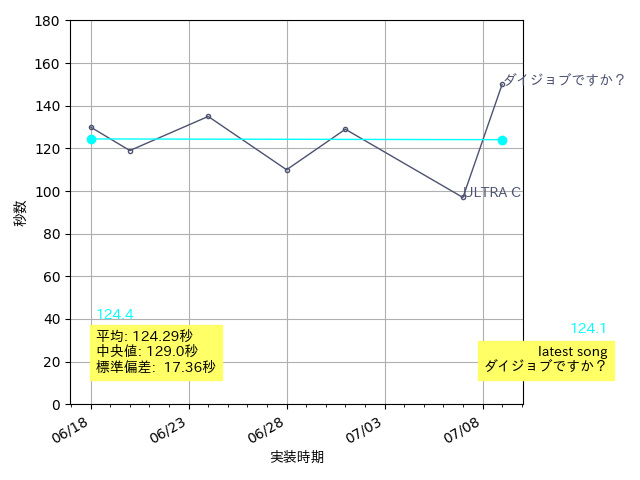 180
160
140
120
100
80
60
40
20
0
秒数
ダイジョブですか？
ULTRA C
124.4
平均: 124.29秒
中央値: 129.0秒
標準偏差: 17.36秒
124.1
latest song
ダイジョブですか？
06/18
06/23
06/28
07/03
07/08
実装時期